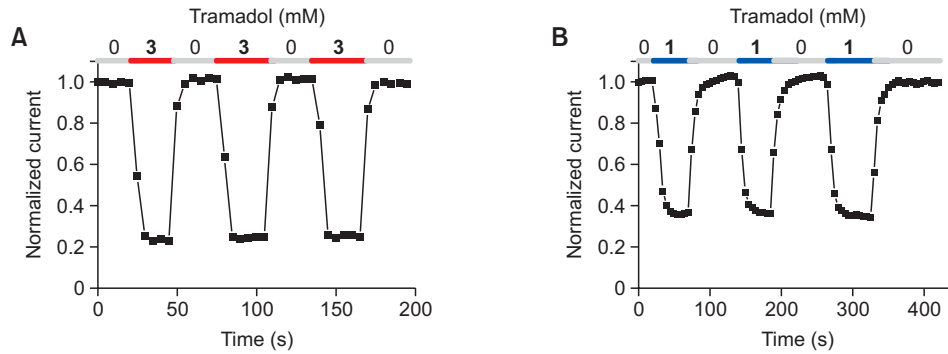 A
Tramadol (mM)
0 3 0 3 0 3 0
Normalized current
1.0
0.8
0.6
0.4
0.2
0
0 50 100 150 200
Time (s)
B
Tramadol (mM)
0 1 0 1 0 1 0
Normalized current
1.0
0.8
0.6
0.4
0.2
0
0 100 200 300 400
Time (s)